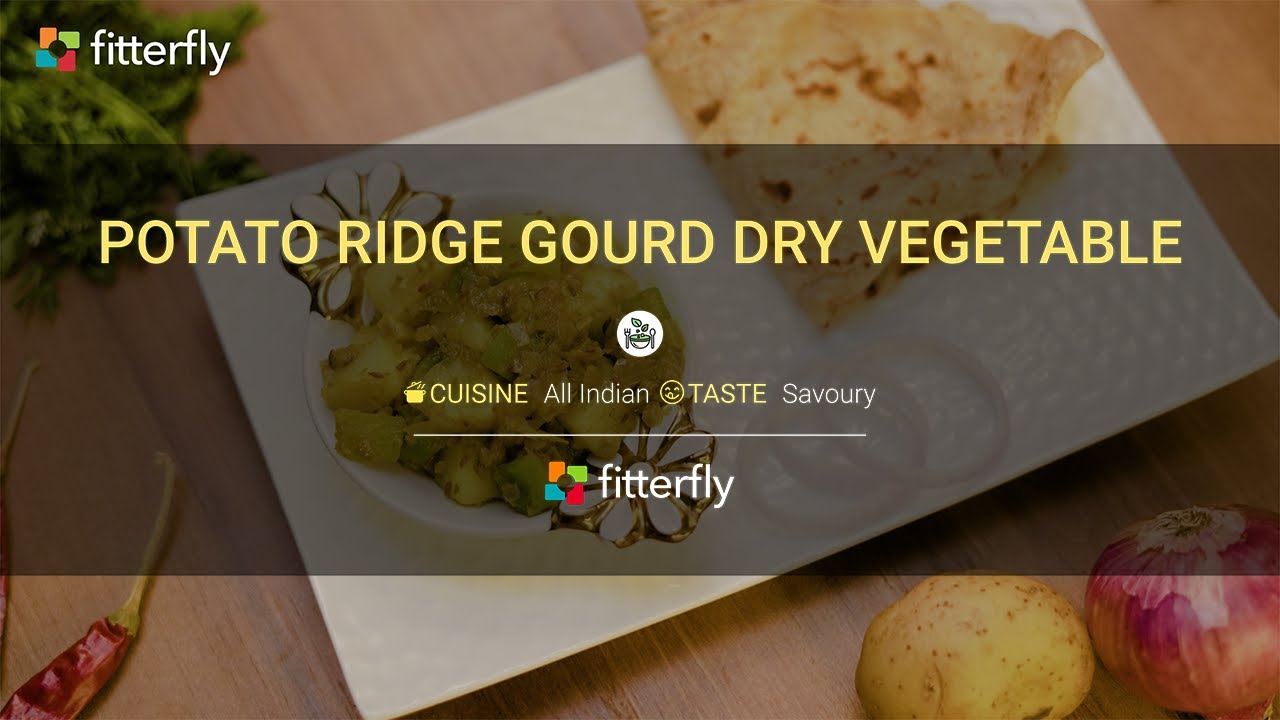 fitterfly
POTATO RIDGE GOURD DRY VEGETABLE
CUISINE All Indian TASTE Savoury
fitterfly